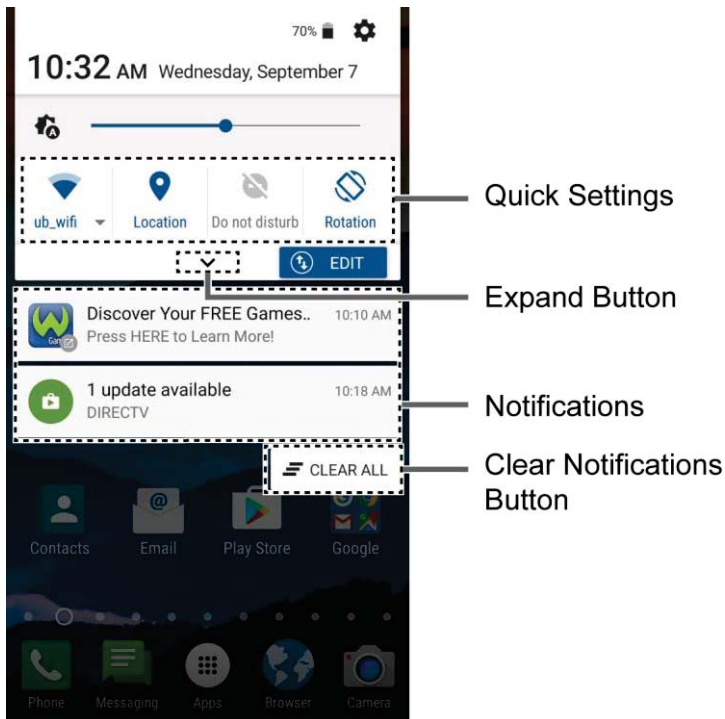 70%
10:32 AM Wednesday, September 7
A
ub_wifi
Location
Do not disturb
Rotation
EDIT
Discover Your FREE Games..
10:10 AM
Press HERE to Learn More!
1 update available
10:18 AM
DIRECTV
CLEAR ALL
Contacts
Email
Play Store
Google
Phone
Messaging
Apps
Browser
Camera
Quick Settings
Expand Button
Notifications
Clear Notifications
Button